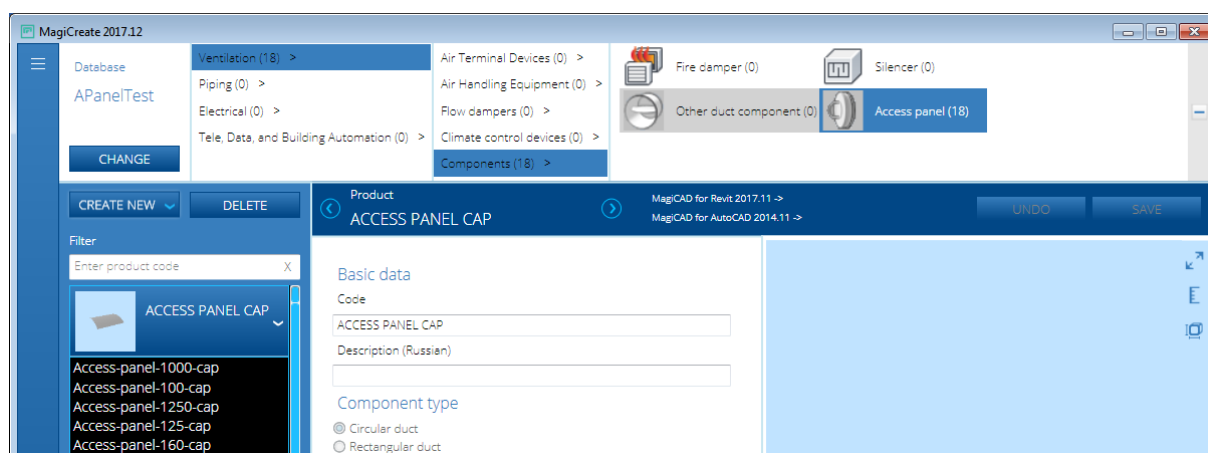 MagiCreate 2017.12
Database
APanelTest
CHANGE
Ventilation (18) >
Piping (0) >
Electrical (0) >
Tele, Data, and Building Automation (0) >
Air Terminal Devices (0) >
Air Handling Equipment (0) >
Flow dampers (0) >
Climate control devices (0) >
Components (18) >
Fire damper (0)
Silencer (0)
Other duct component (0)
Access panel (18)
CREATE NEW
DELETE
Filter
Enter product code X
ACCESS PANEL CAP
Access-panel-1000-cap
Access-panel-100-cap
Access-panel-1250-cap
Access-panel-125-cap
Access-panel-160-cap
Product
ACCESS PANEL CAP
MagiCAD for Revit 2017.11 ->
MagiCAD for AutoCAD 2014.11 ->
UNDO
SAVE
Basic data
Code
ACCESS PANEL CAP
Description (Russian)
Component type
Circular duct
Rectangular duct